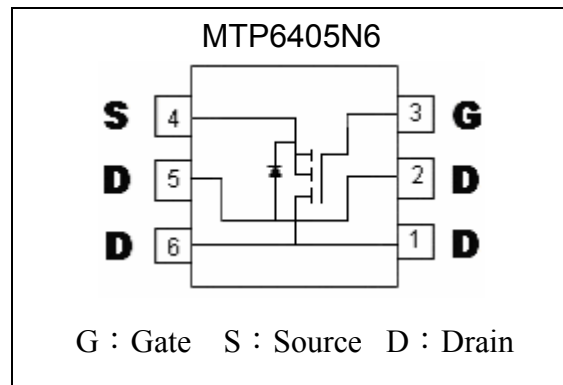 MTP6405N6
S 4 3 G
D 5 2 D
D 6 1 D
G：Gate S：Source D：Drain